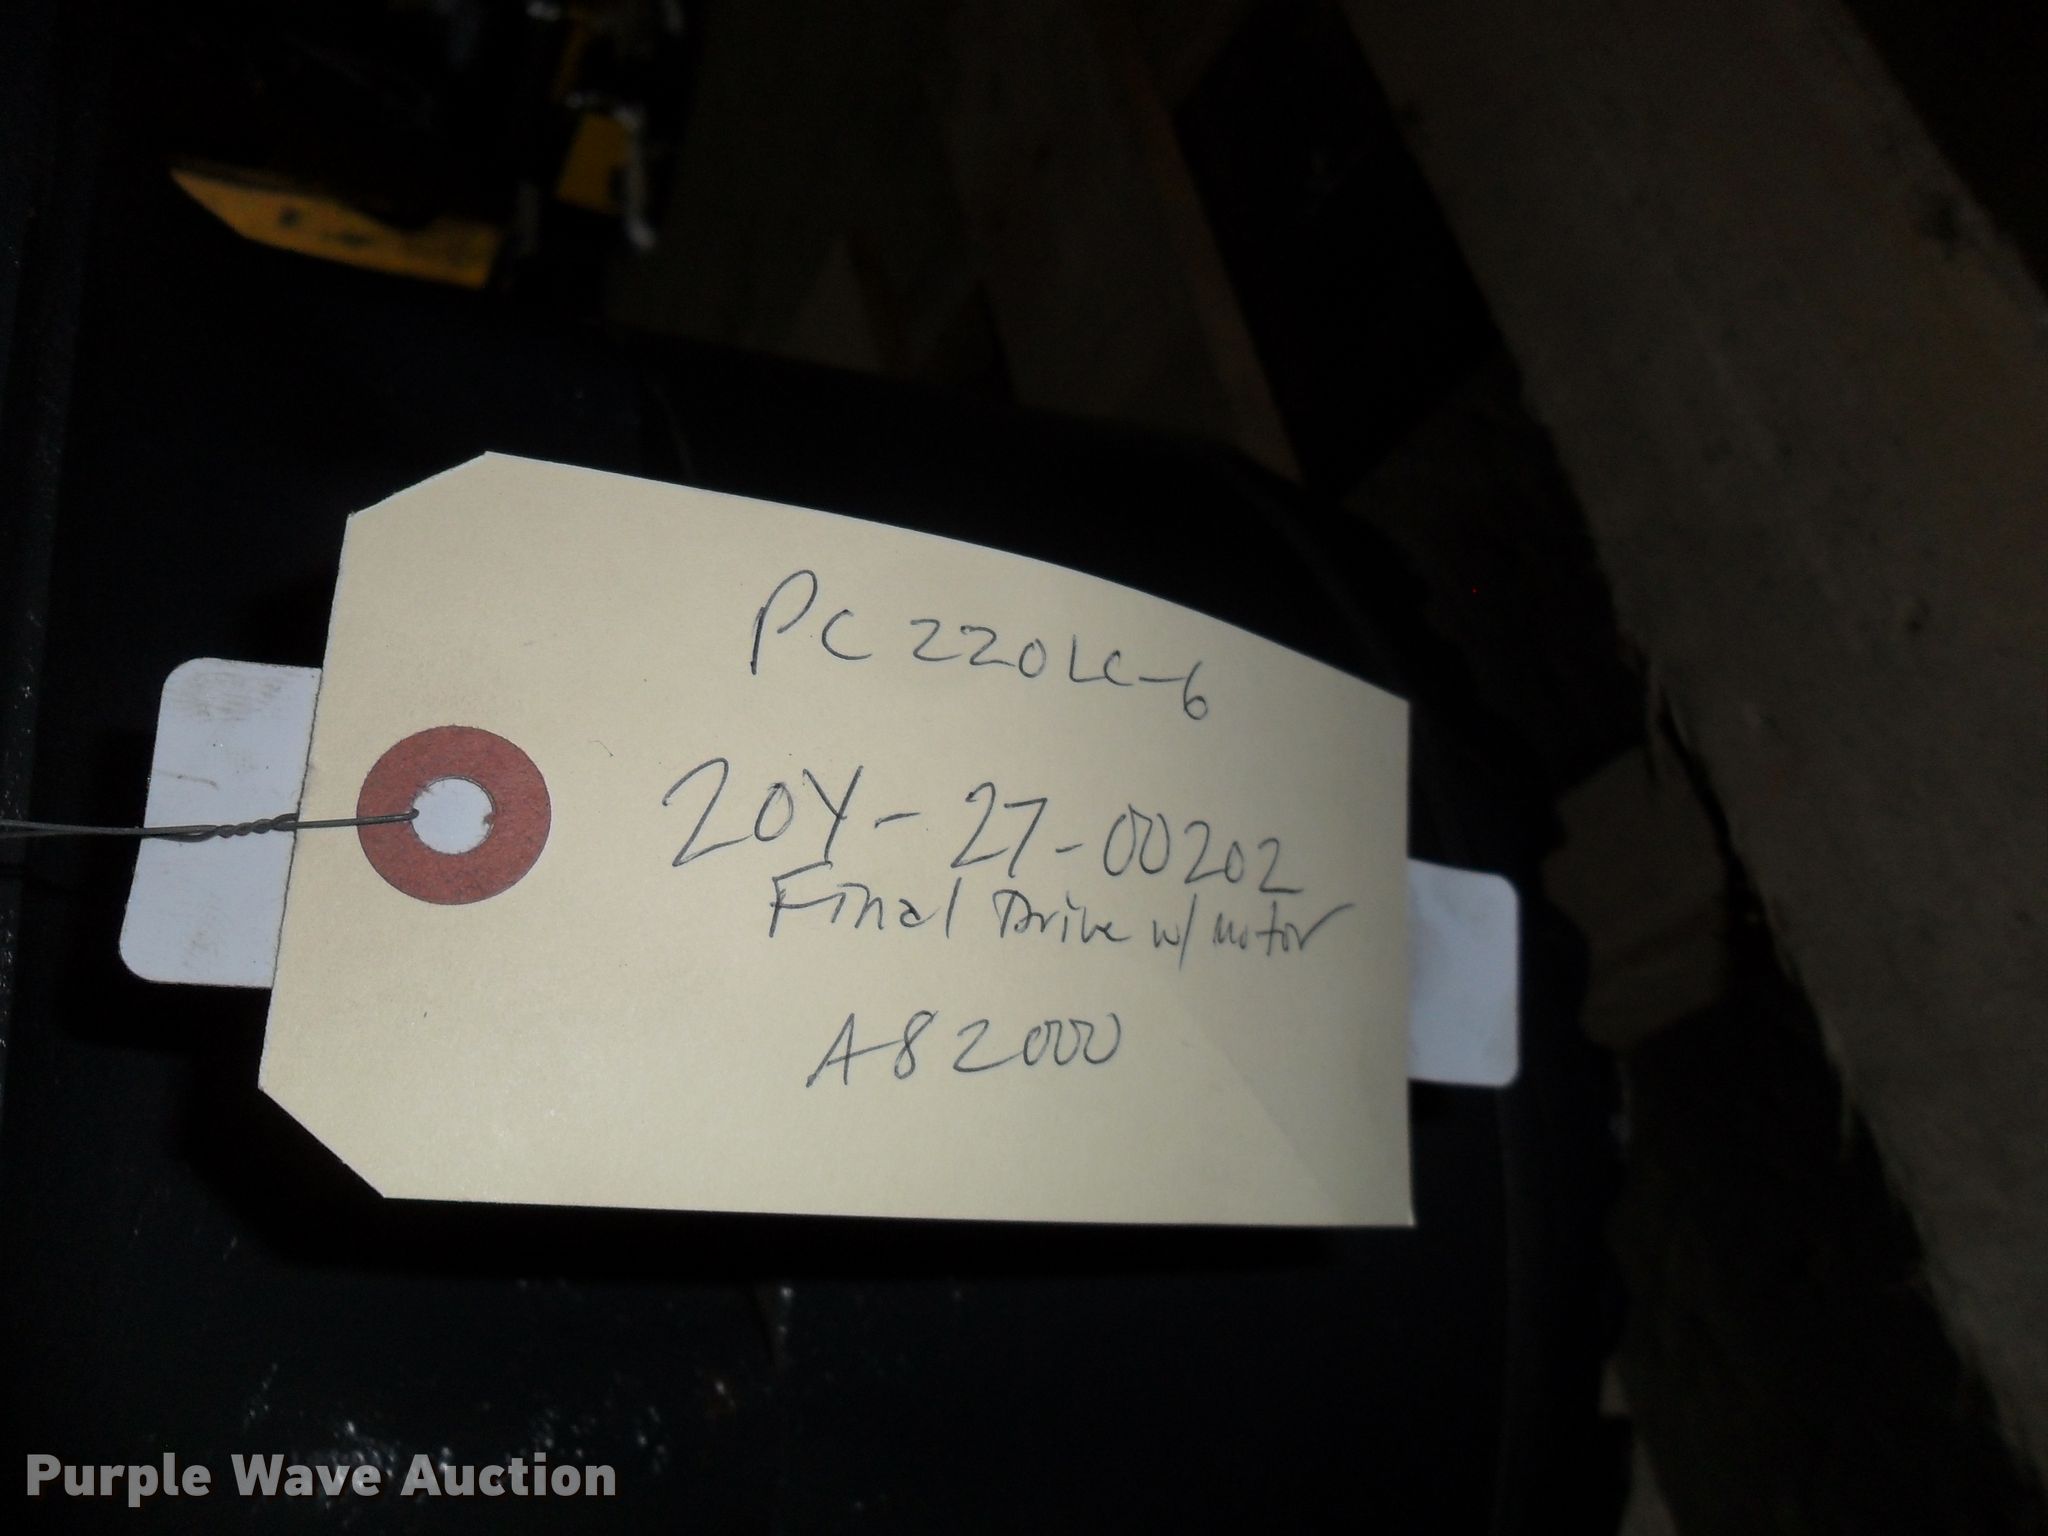 PC220LC-6
20Y-27-00202
Final Drive w/ motor
A82000
Purple Wave Auction